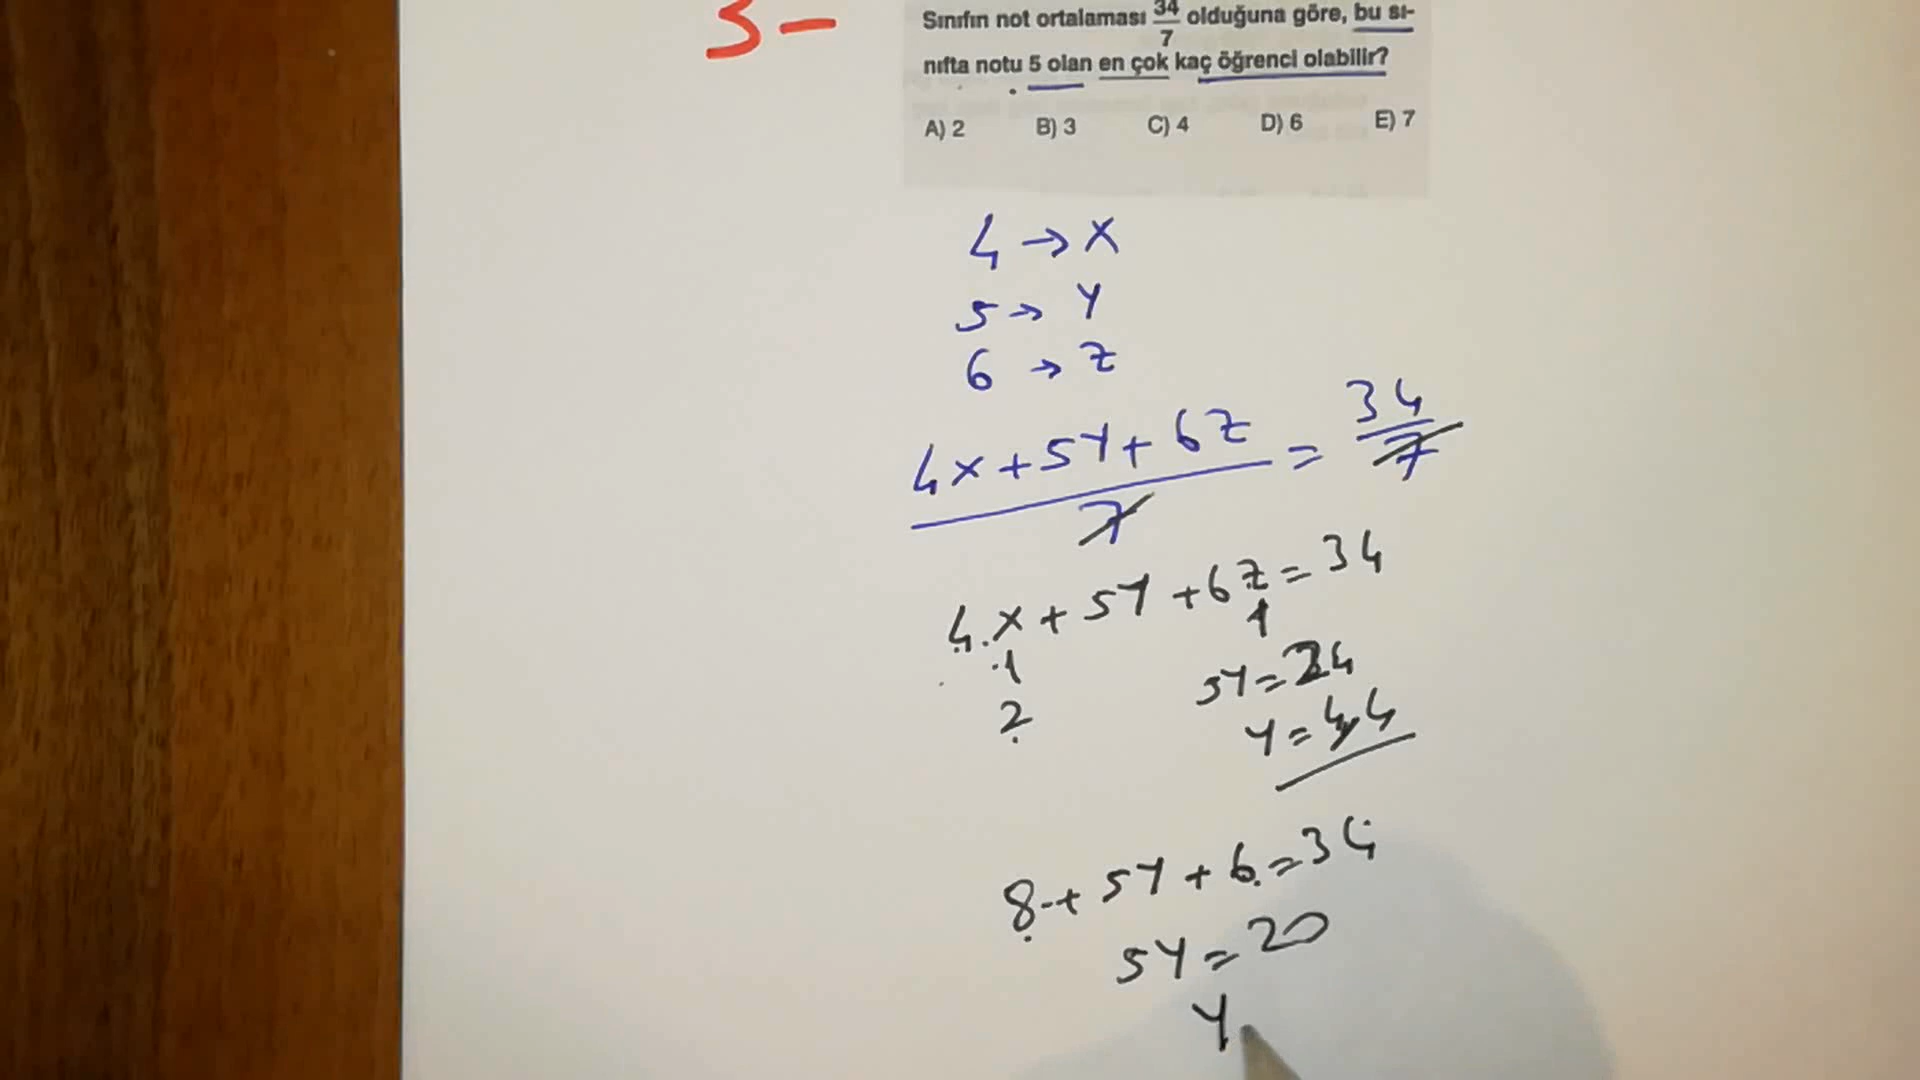 3-
Sınıfın not ortalaması 34/7 olduğuna göre, bu sı-
nıfta notu 5 olan en çok kaç öğrenci olabilir?
A) 2 B) 3 C) 4 D) 6 E) 7
4 → x
5 → y
6 → z
4x+5y+6z/7 = 34/7
4.x+5y+6z=34
1 1
2
5y=24
y=4,4
8+5y+6=34
5y=20
y